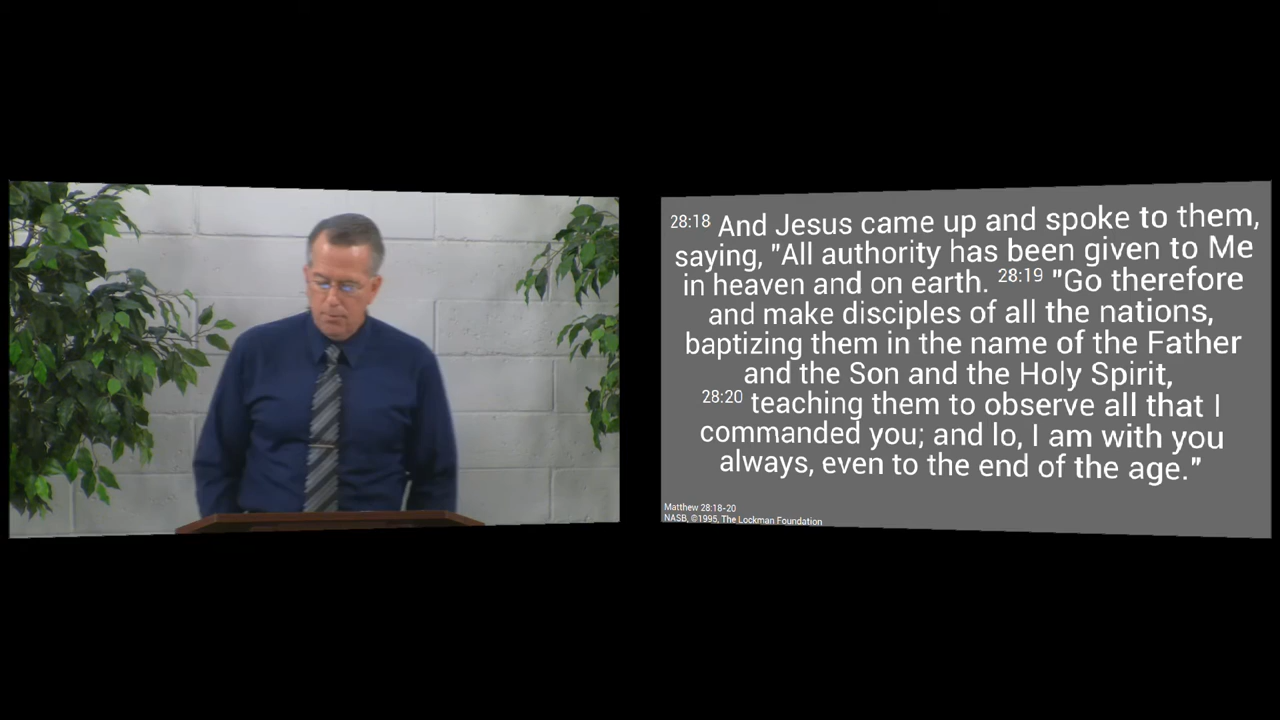 28:18 And Jesus came up and spoke to them,
saying, "All authority has been given to Me
in heaven and on earth. 28:19 "Go therefore
and make disciples of all the nations,
baptizing them in the name of the Father
and the Son and the Holy Spirit,
28:20 teaching them to observe all that I
commanded you; and lo, I am with you
always, even to the end of the age."
Matthew 28:18-20
NASB, ©1995, The Lockman Foundation